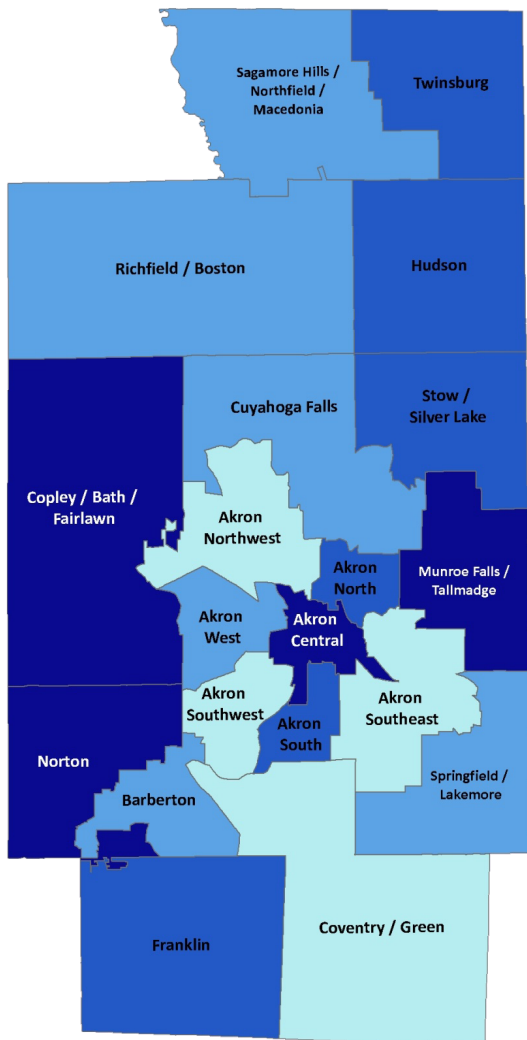 Sagamore Hills /
Northfield /
Macedonia
Twinsburg
Richfield / Boston
Hudson
Cuyahoga Falls
Stow /
Silver Lake
Copley / Bath /
Fairlawn
Akron
Northwest
Akron
North
Munroe Falls /
Tallmadge
Akron
West
Akron
Central
Akron
Southwest
Akron
South
Akron
Southeast
Norton
Barberton
Springfield /
Lakemore
Franklin
Coventry / Green